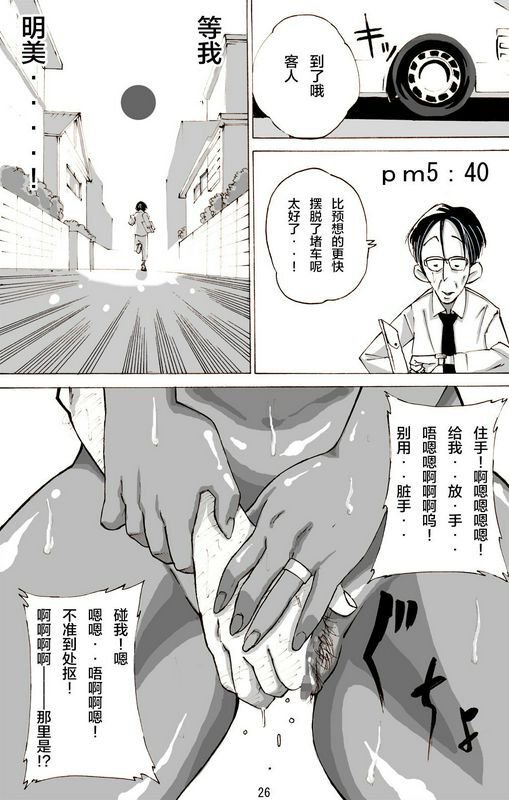 キィッ
到了哦
客人
pm5：40
比预想的更快
摆脱了堵车呢
太好了．．！
等我
明美．．．．．！
住手！啊嗯嗯嗯嗯！
给我．．放．手．．
唔嗯嗯啊啊啊呜！
别用．．脏手．．
碰我！嗯
嗯嗯．．唔啊啊嗯！
不准到处抠！
啊啊啊啊——那里是!?
ぐちょ
26